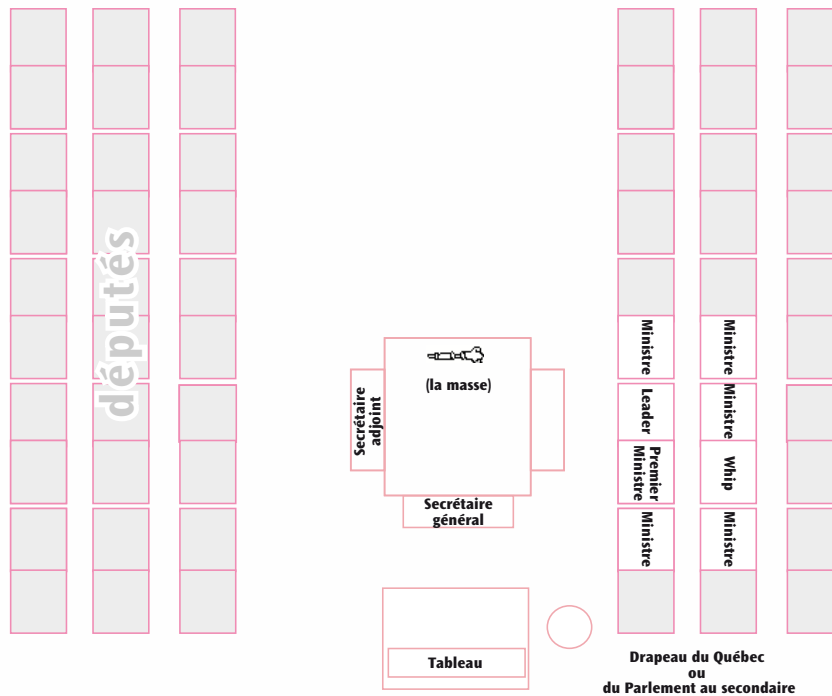 députés
(la masse)
Secrétaire
adjoint
Secrétaire
général
Tableau
Ministre
Ministre
Leader
Ministre
Premier
Ministre
Whip
Ministre
Ministre
Drapeau du Québec
ou
du Parlement au secondaire